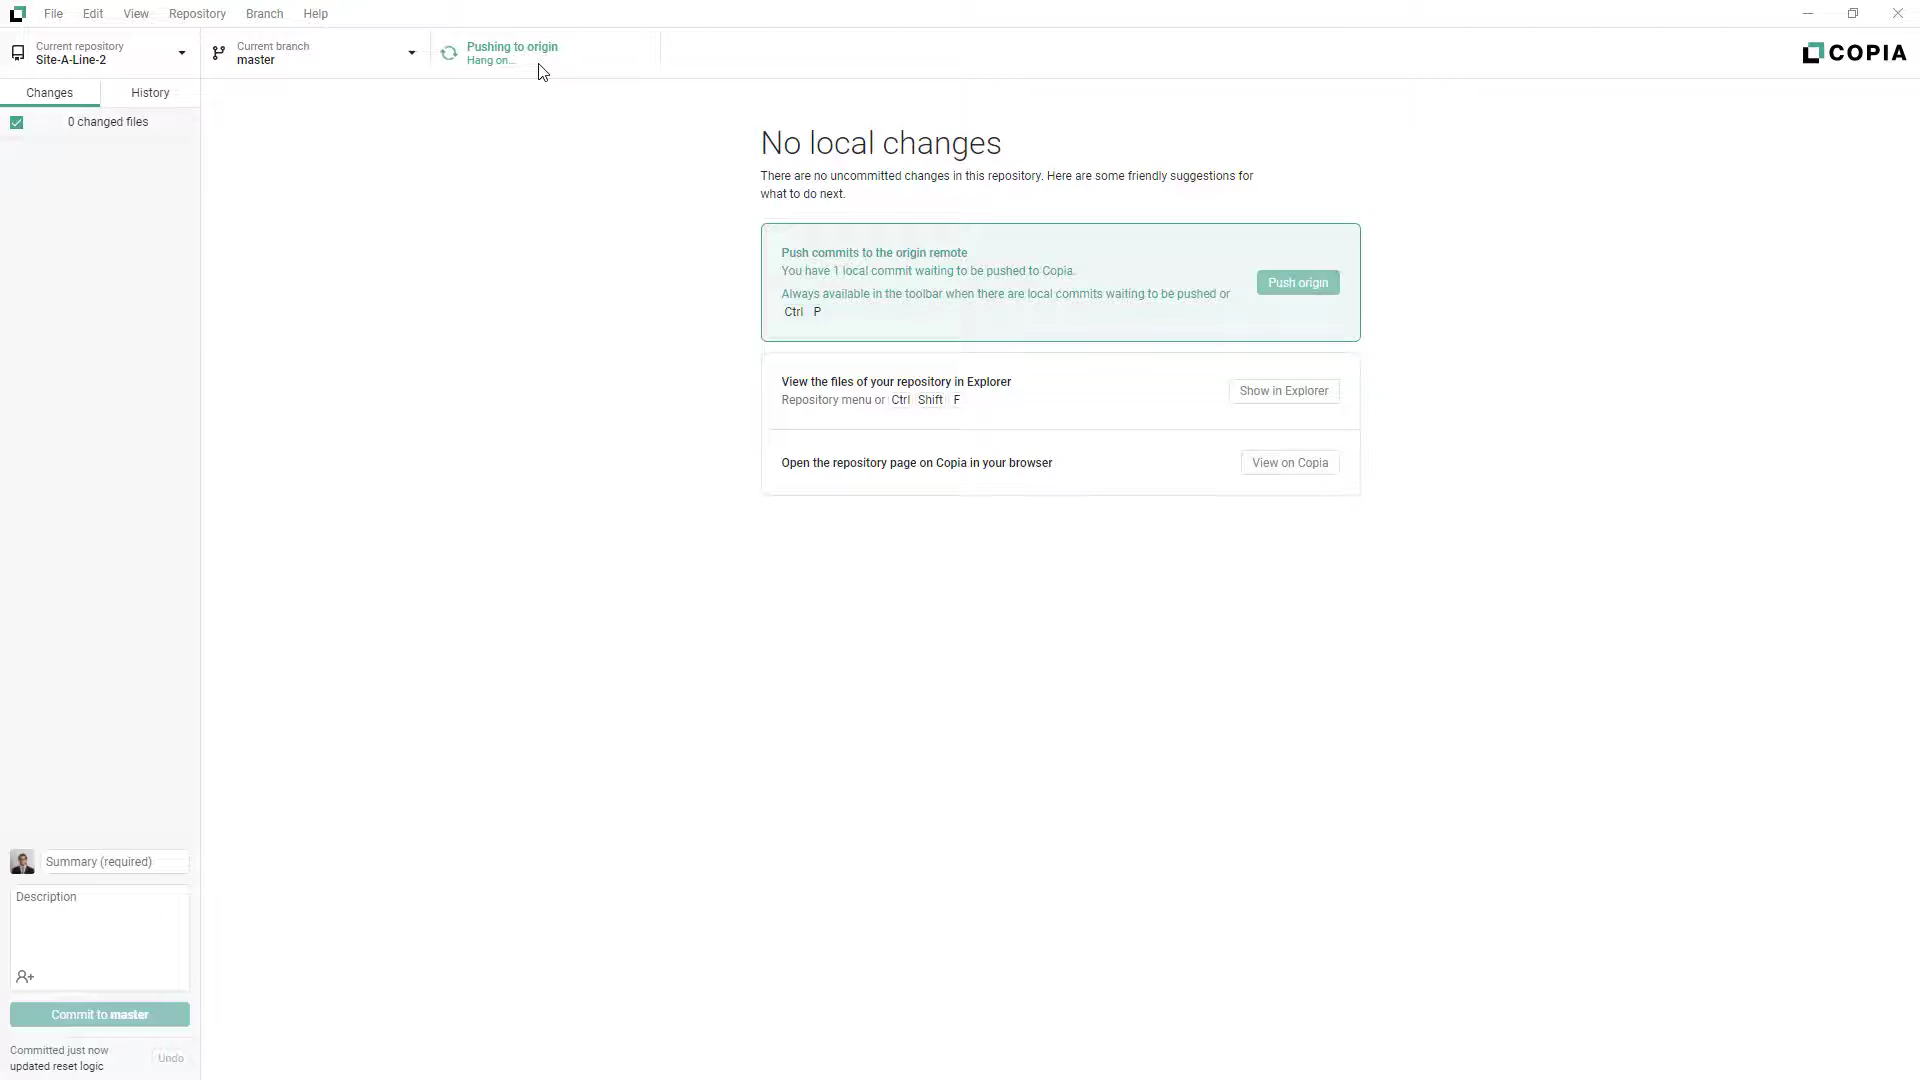 File Edit View Repository Branch Help
Current repository
Site-A-Line-2
Current branch
master
Pushing to origin
Hang on...
COPIA
Changes History
0 changed files
No local changes
There are no uncommitted changes in this repository. Here are some friendly suggestions for
what to do next.
Push commits to the origin remote
You have 1 local commit waiting to be pushed to Copia.
Always available in the toolbar when there are local commits waiting to be pushed or
Ctrl P
Push origin
View the files of your repository in Explorer
Repository menu or Ctrl Shift F
Show in Explorer
Open the repository page on Copia in your browser
View on Copia
Summary (required)
Description
Commit to master
Committed just now
updated reset logic
Undo